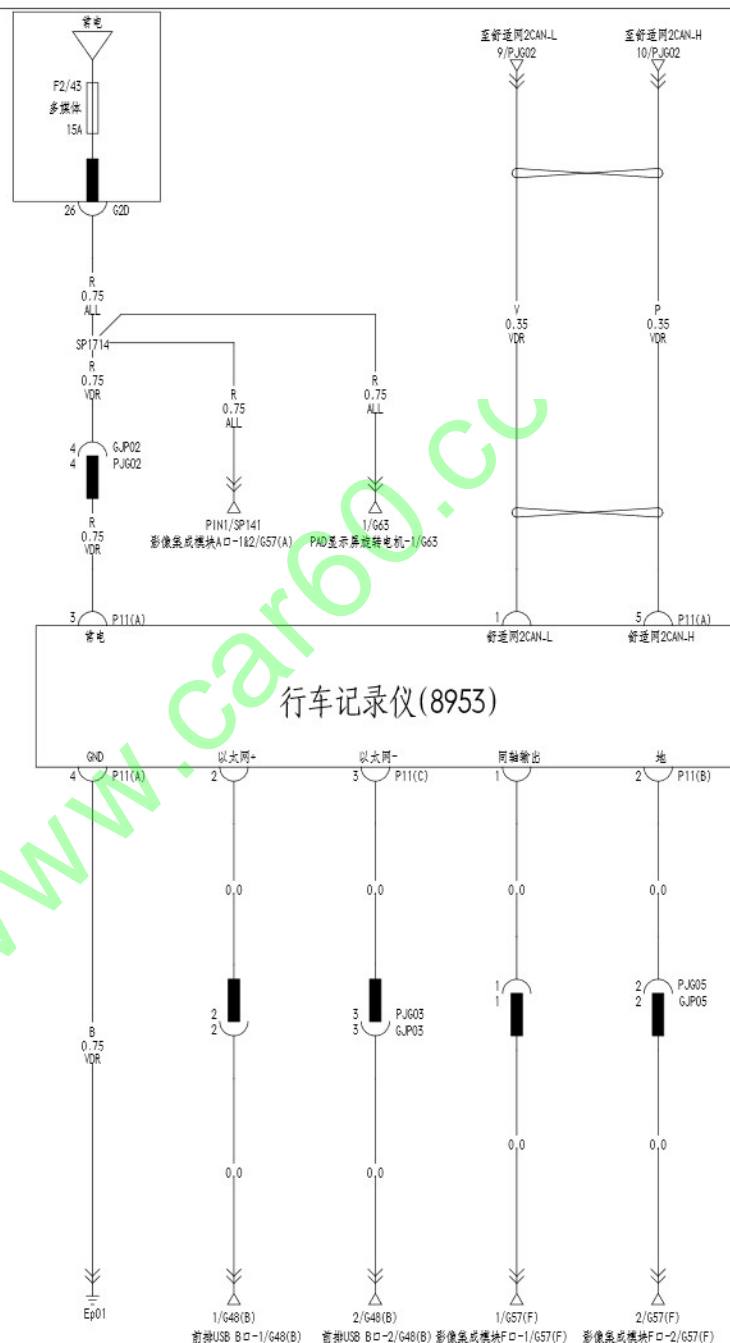 常电
F2/43
多媒体
15A
26 G2D
R
0.75
ALL
SP1714
R
0.75
VDR
4 GJP02
4 PJG02
R
0.75
VDR
3 P11(A)
常电
R
0.75
ALL
PIN1/SP141
影像集成模块A口-1&2/G57(A)
R
0.75
ALL
1/G63
PAD显示屏旋转电机-1/G63
至舒适网2CAN-L
9/PJG02
至舒适网2CAN-H
10/PJG02
V
0.35
VDR
P
0.35
VDR
1
舒适网2CAN-L
5 P11(A)
舒适网2CAN-H
行车记录仪(8953)
GND
4 P11(A)
以太网+
2
以太网-
3 P11(C)
同轴输出
1
地
2 P11(B)
0.0
0.0
0.0
0.0
B
0.75
VDR
2
2
3 PJG03
3 GJP03
1
1
2 PJG05
2 GJP05
0.0
0.0
0.0
0.0
Ep01
1/G48(B)
前排USB B口-1/G48(B)
2/G48(B)
前排USB B口-2/G48(B)
1/G57(F)
影像集成模块F口-1/G57(F)
2/G57(F)
影像集成模块F口-2/G57(F)
www.car60.co